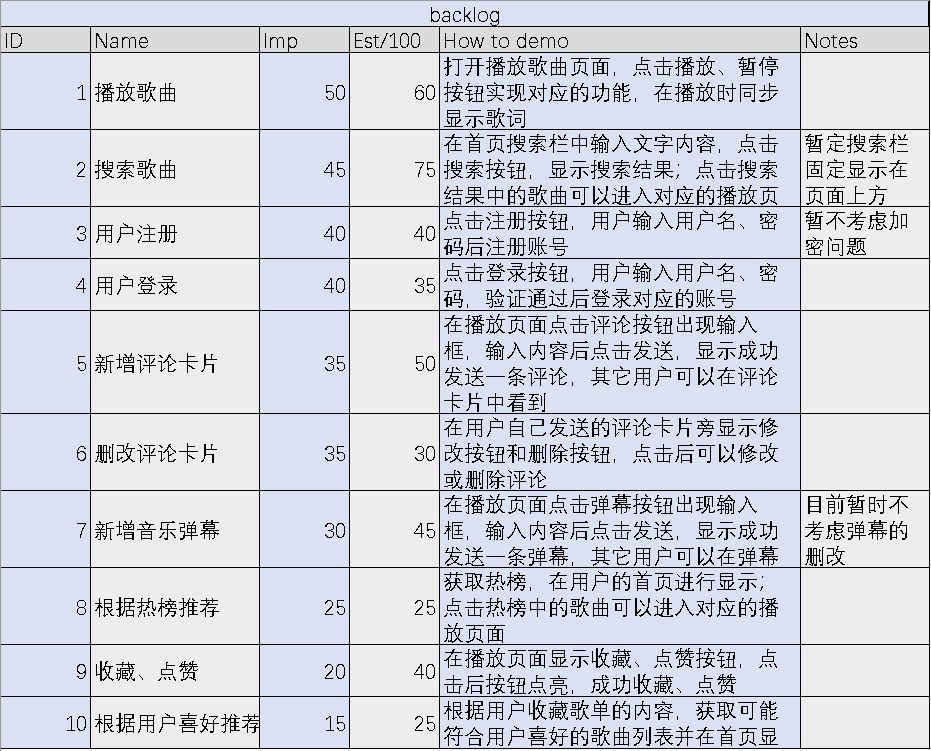 backlog
ID Name Imp Est/100 How to demo Notes
1 播放歌曲 50 60 打开播放歌曲页面，点击播放、暂停
按钮实现对应的功能，在播放时同步
显示歌词
2 搜索歌曲 45 75 在首页搜索栏中输入文字内容，点击
搜索按钮，显示搜索结果；点击搜索
结果中的歌曲可以进入对应的播放页
暂定搜索栏
固定显示在
页面上方
3 用户注册 40 40 点击注册按钮，用户输入用户名、密
码后注册账号
暂不考虑加
密问题
4 用户登录 40 35 点击登录按钮，用户输入用户名、密
码，验证通过后登录对应的账号
5 新增评论卡片 35 50 在播放页面点击评论按钮出现输入
框，输入内容后点击发送，显示成功
发送一条评论，其它用户可以在评论
卡片中看到
6 删改评论卡片 35 30 在用户自己发送的评论卡片旁显示修
改按钮和删除按钮，点击后可以修改
或删除评论
7 新增音乐弹幕 30 45 在播放页面点击弹幕按钮出现输入
框，输入内容后点击发送，显示成功
发送一条弹幕，其它用户可以在弹幕
目前暂时不
考虑弹幕的
删改
8 根据热榜推荐 25 25 获取热榜，在用户的首页进行显示；
点击热榜中的歌曲可以进入对应的播
放页面
9 收藏、点赞 20 40 在播放页面显示收藏、点赞按钮，点
击后按钮点亮，成功收藏、点赞
10 根据用户喜好推荐 15 25 根据用户收藏歌单的内容，获取可能
符合用户喜好的歌曲列表并在首页显